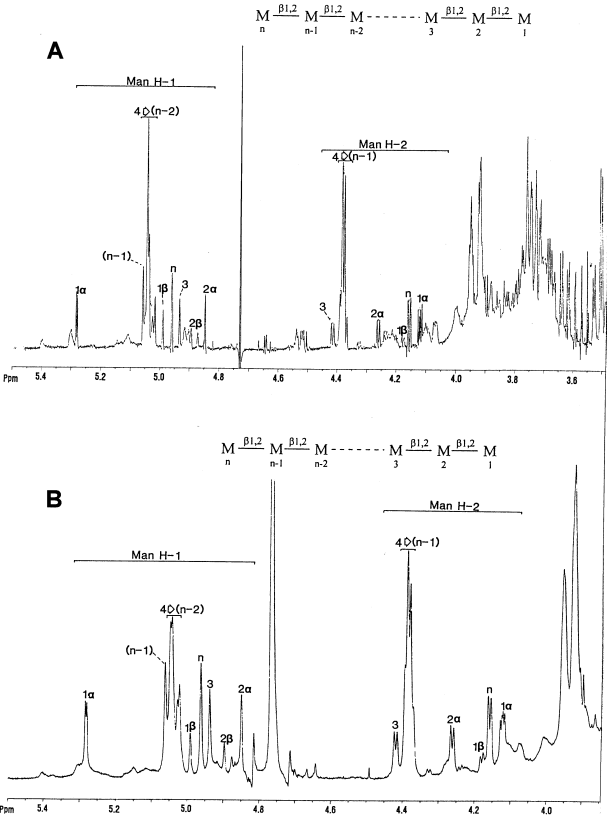 β1,2 β1,2 β1,2 β1,2
M M M - - - - - - - M M M
n n-1 n-2 3 2 1
A
Man H-1
4▷(n-2)
Man H-2
4▷(n-1)
(n-1) 1α 1β n 3 2β 2α
3 2α 1β n 1α
Ppm 5.4 5.2 5.0 4.8 4.6 4.4 4.2 4.0 3.8 3.6
β1,2 β1,2 β1,2 β1,2
M M M - - - - - - - M M M
n n-1 n-2 3 2 1
B
Man H-2
4▷(n-1)
Man H-1
4▷(n-2)
(n-1) 1α 1β n 3 2β 2α
3 2α 1β n 1α
Ppm 5.4 5.2 5.0 4.8 4.6 4.4 4.2 4.0